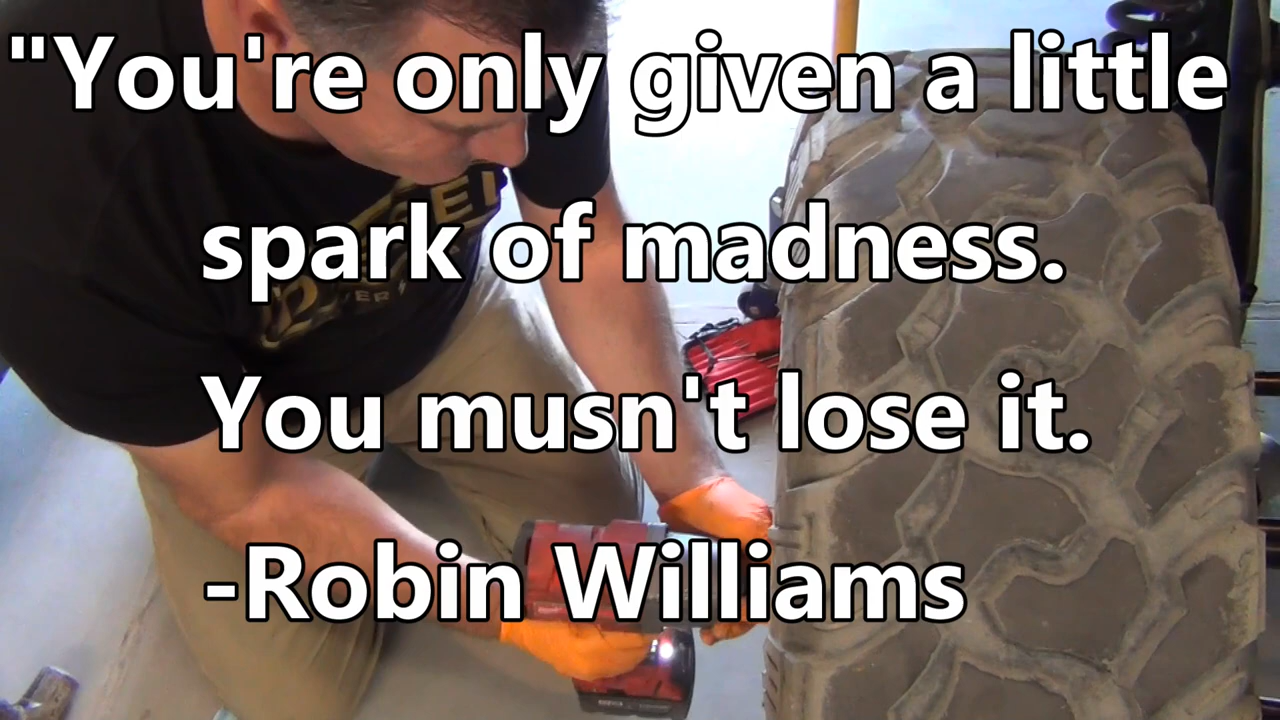 "You're only given a little
spark of madness.
You musn't lose it.
-Robin Williams